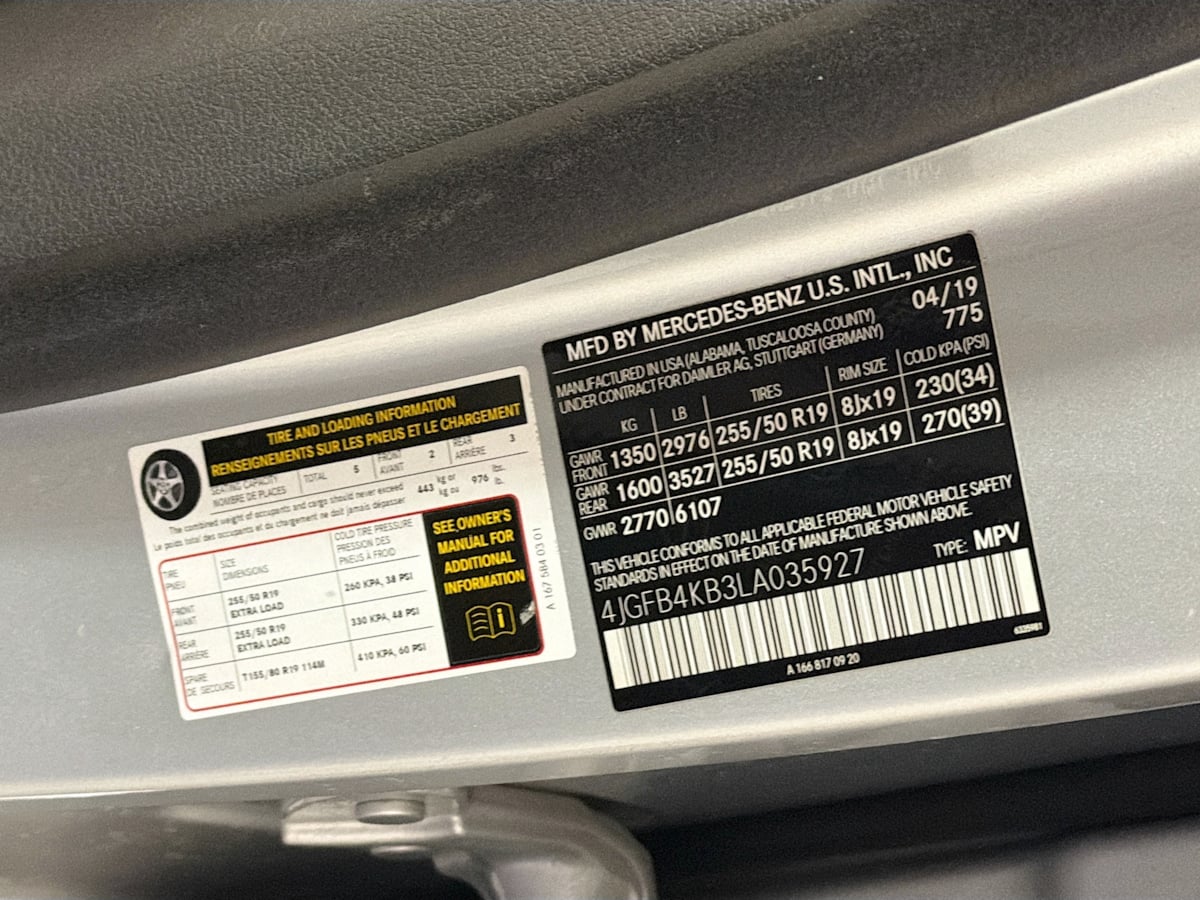 TIRE AND LOADING INFORMATION
RENSEIGNEMENTS SUR LES PNEUS ET LE CHARGEMENT
SEATING CAPACITY
NOMBRE DE PLACES
TOTAL 5
FRONT
AVANT 2
REAR
ARRIÈRE 3
The combined weight of occupants and cargo should never exceed 443 kg or 976 lbs.
Le poids total des occupants et du chargement ne doit jamais dépasser kg ou lb.
TIRE
PNEU
SIZE
DIMENSIONS
COLD TIRE PRESSURE
PRESSION DES
PNEUS À FROID
FRONT
AVANT
255/50 R19
EXTRA LOAD
260 KPA, 38 PSI
REAR
ARRIÈRE
255/50 R19
EXTRA LOAD
330 KPA, 48 PSI
SPARE
DE SECOURS
T155/80 R19 114M
410 KPA, 60 PSI
SEE OWNER'S
MANUAL FOR
ADDITIONAL
INFORMATION
A 167 584 03 01
MFD BY MERCEDES-BENZ U.S. INTL., INC
MANUFACTURED IN USA (ALABAMA, TUSCALOOSA COUNTY) 04/19
UNDER CONTRACT FOR DAIMLER AG, STUTTGART (GERMANY) 775
KG LB TIRES RIM SIZE COLD KPA (PSI)
GAWR
FRONT 1350 2976 255/50 R19 8Jx19 230(34)
GAWR
REAR 1600 3527 255/50 R19 8Jx19 270(39)
GVWR 2770 6107
THIS VEHICLE CONFORMS TO ALL APPLICABLE FEDERAL MOTOR VEHICLE SAFETY
STANDARDS IN EFFECT ON THE DATE OF MANUFACTURE SHOWN ABOVE.
4JGFB4KB3LA035927 TYPE: MPV
A 166 817 09 20